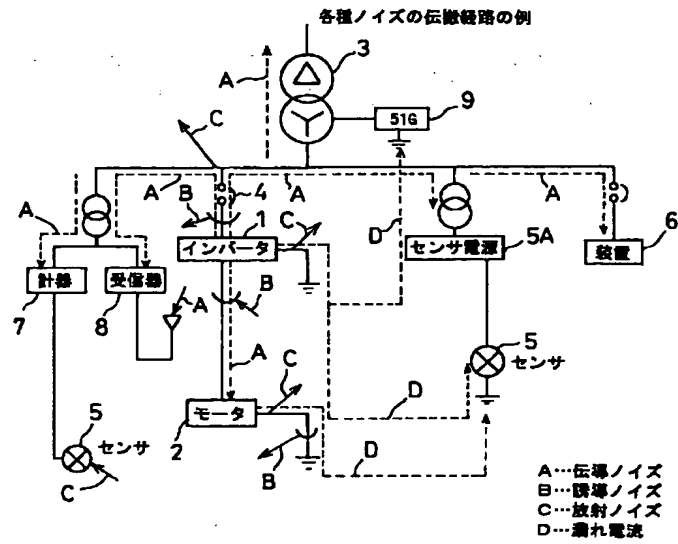 各種ノイズの伝搬経路の例
3
A
9
51G
C
A
B
4
A
A
A
1
C
D
インバータ
センサ電源
5A
装置
6
計器
受信器
7
8
A
B
A
C
5
センサ
D
モータ
2
5
センサ
C
B
D
A…伝導ノイズ
B…誘導ノイズ
C…放射ノイズ
D…漏れ電流